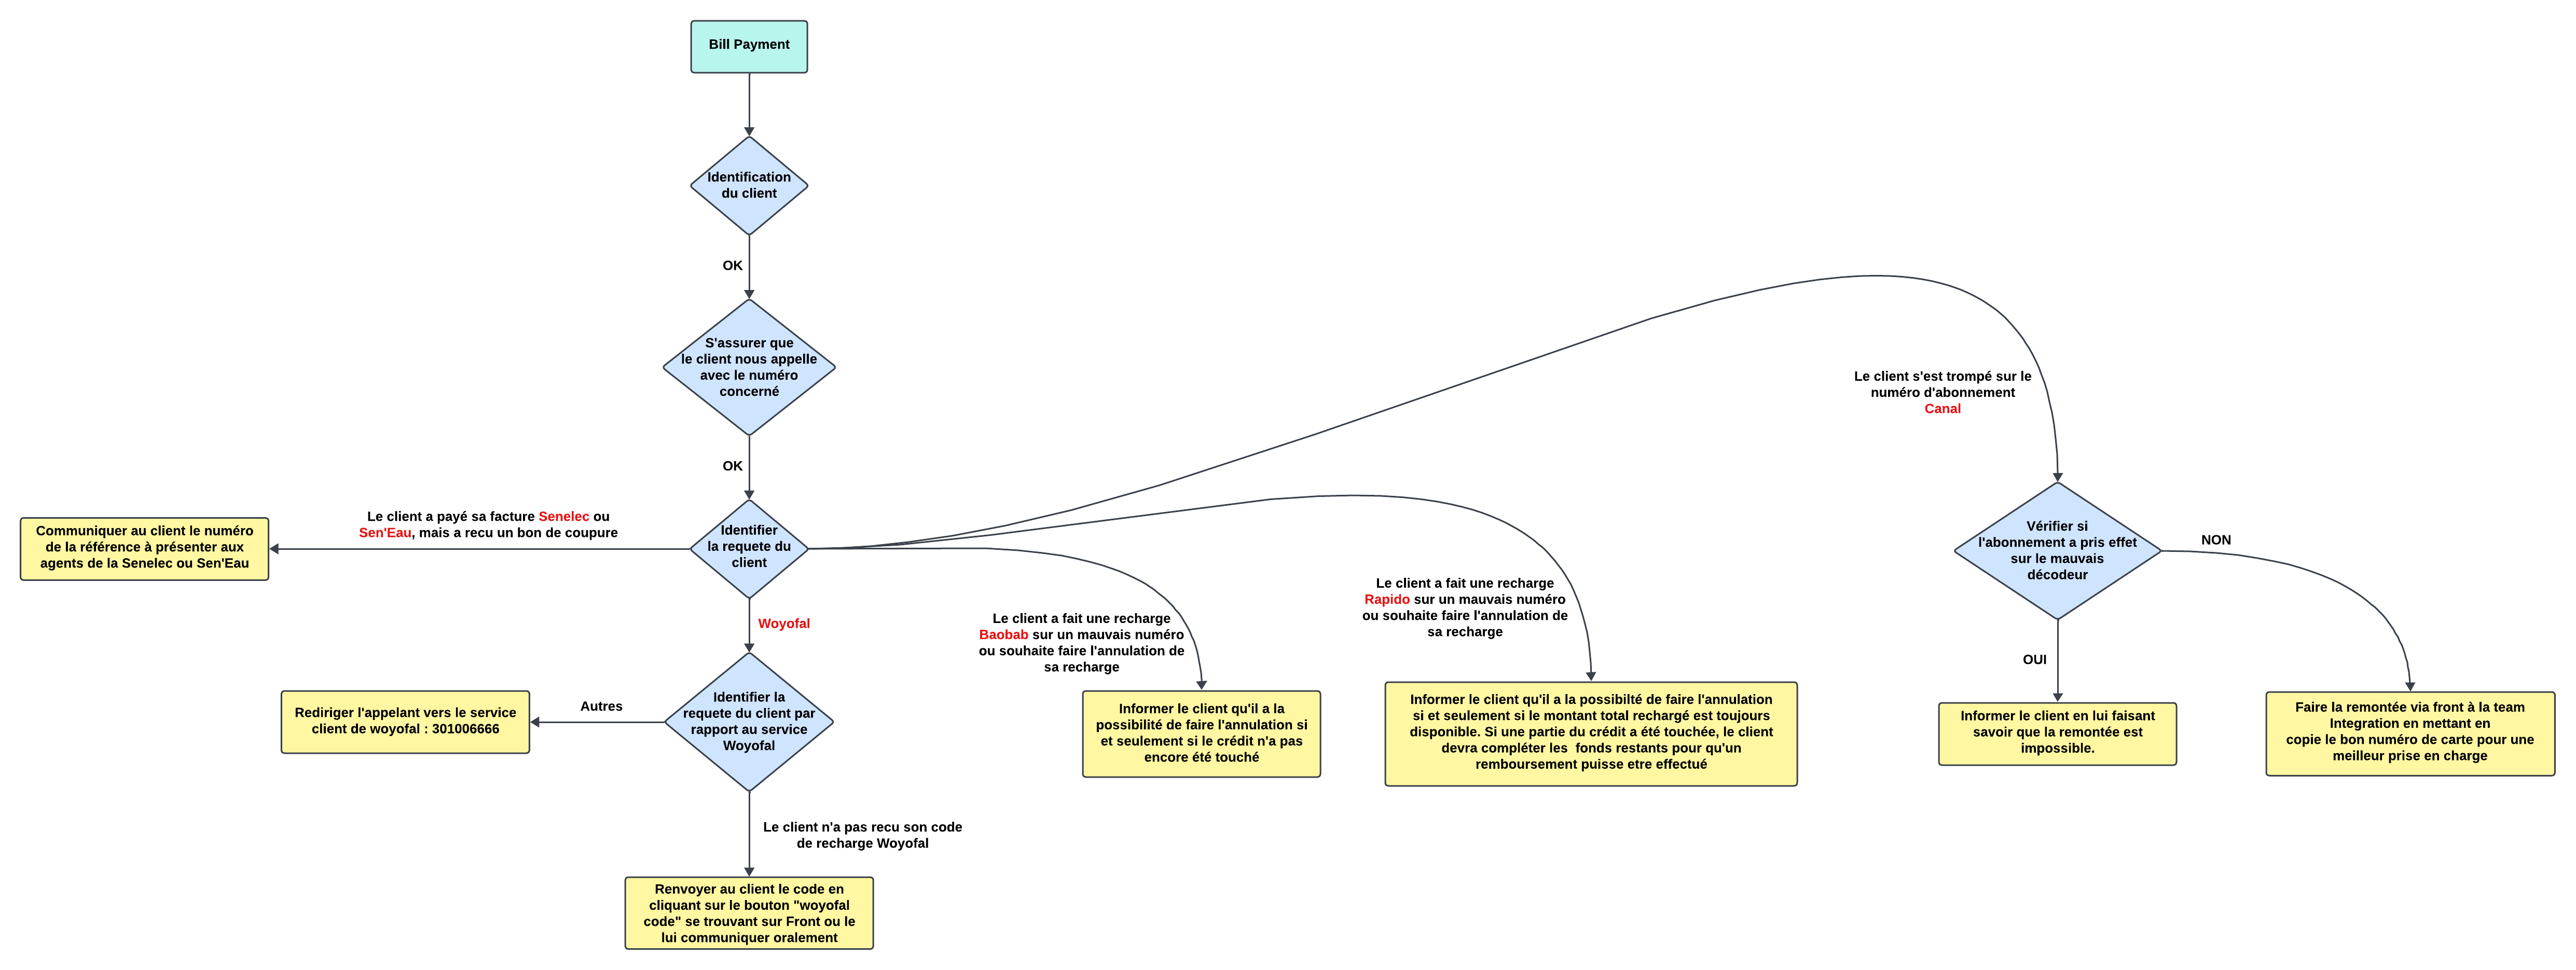 Bill Payment
Identification
du client
OK
S'assurer que
le client nous appelle
avec le numéro
concerné
OK
Le client s'est trompé sur le
numéro d'abonnement
Canal
Le client a payé sa facture Senelec ou
Sen'Eau, mais a recu un bon de coupure
Communiquer au client le numéro
de la référence à présenter aux
agents de la Senelec ou Sen'Eau
Identifier
la requete du
client
Vérifier si
l'abonnement a pris effet
sur le mauvais
décodeur
NON
OUI
Le client a fait une recharge
Rapido sur un mauvais numéro
ou souhaite faire l'annulation de
sa recharge
Le client a fait une recharge
Baobab sur un mauvais numéro
ou souhaite faire l'annulation de
sa recharge
Woyofal
Identifier la
requete du client par
rapport au service
Woyofal
Autres
Rediriger l'appelant vers le service
client de woyofal : 301006666
Informer le client qu'il a la
possibilité de faire l'annulation si
et seulement si le crédit n'a pas
encore été touché
Informer le client qu'il a la possibilté de faire l'annulation
si et seulement si le montant total rechargé est toujours
disponible. Si une partie du crédit a été touchée, le client
devra compléter les  fonds restants pour qu'un
remboursement puisse etre effectué
Informer le client en lui faisant
savoir que la remontée est
impossible.
Faire la remontée via front à la team
Integration en mettant en
copie le bon numéro de carte pour une
meilleur prise en charge
Le client n'a pas recu son code
de recharge Woyofal
Renvoyer au client le code en
cliquant sur le bouton "woyofal
code" se trouvant sur Front ou le
lui communiquer oralement